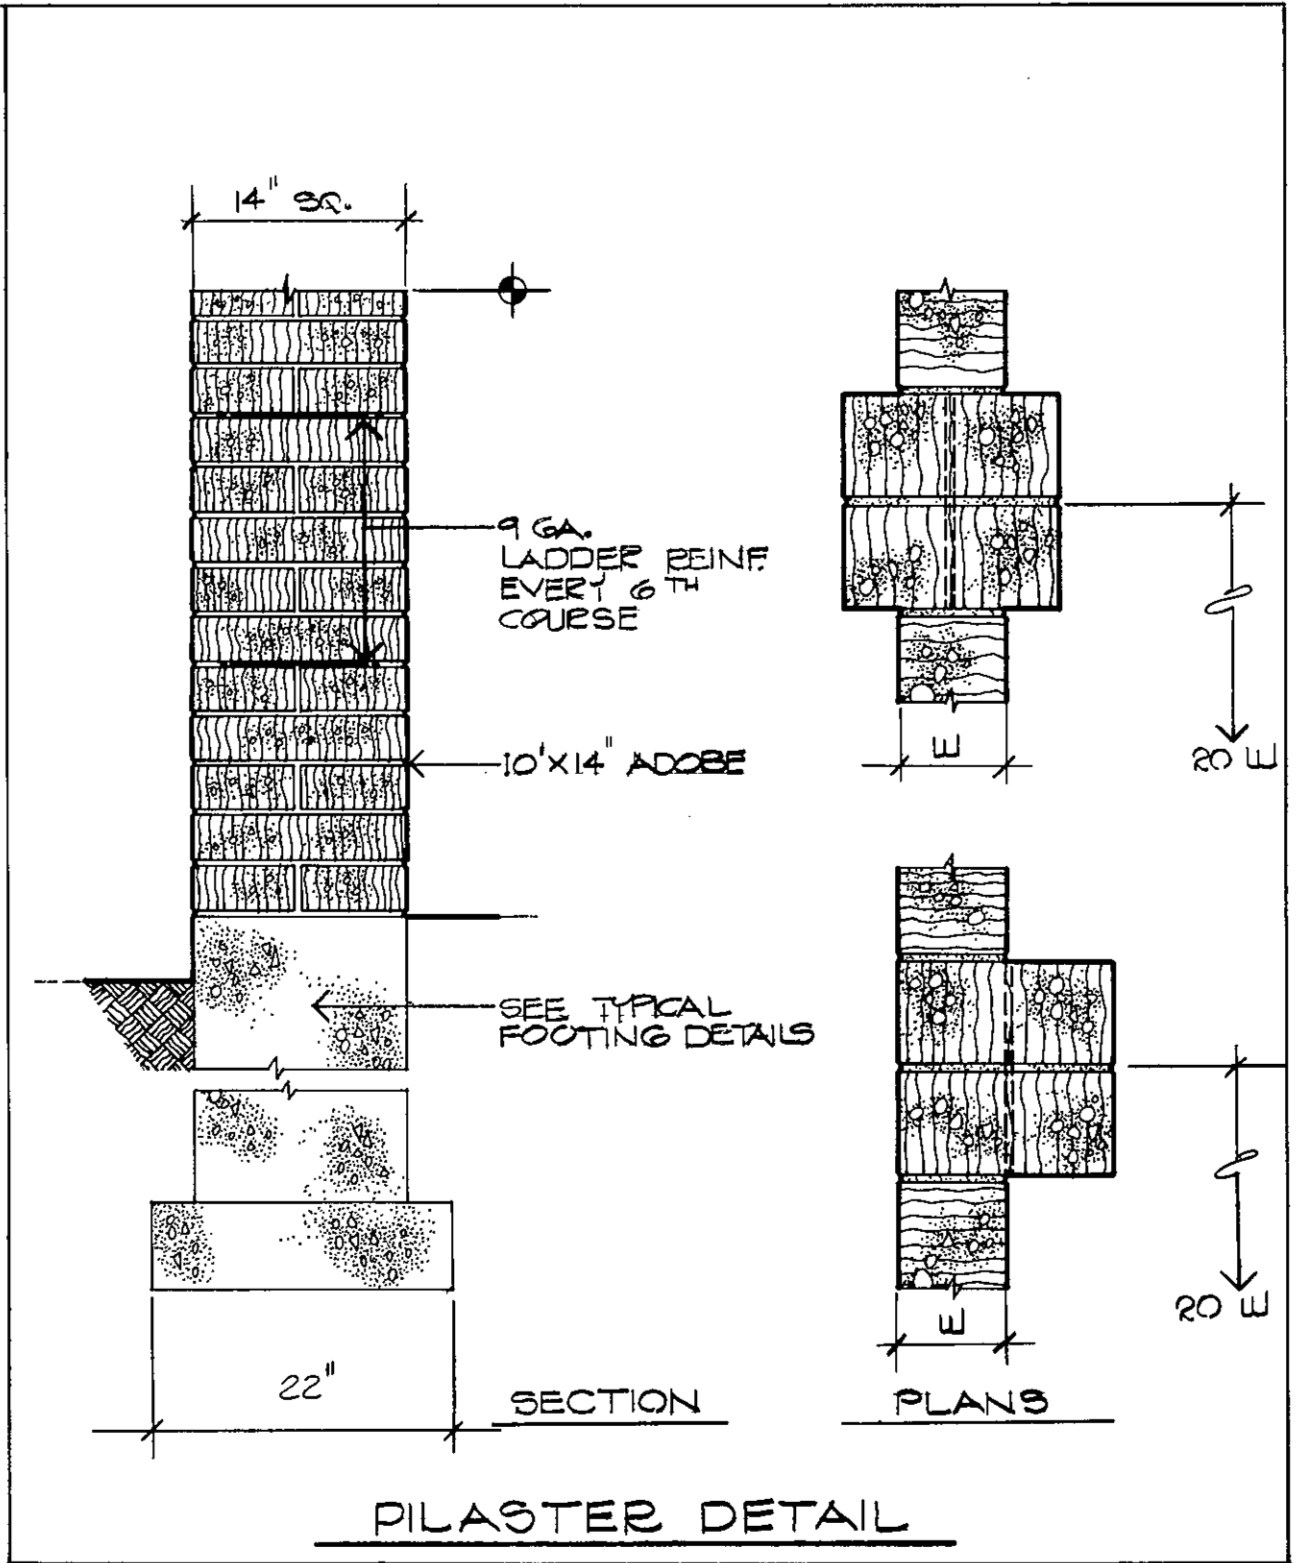 14" SQ.
9 GA.
LADDER REINF.
EVERY 6TH
COURSE
10'X14" ADOBE
SEE TYPICAL
FOOTING DETAILS
22"
SECTION
E
20 E
E
20 E
PLANS
PILASTER DETAIL